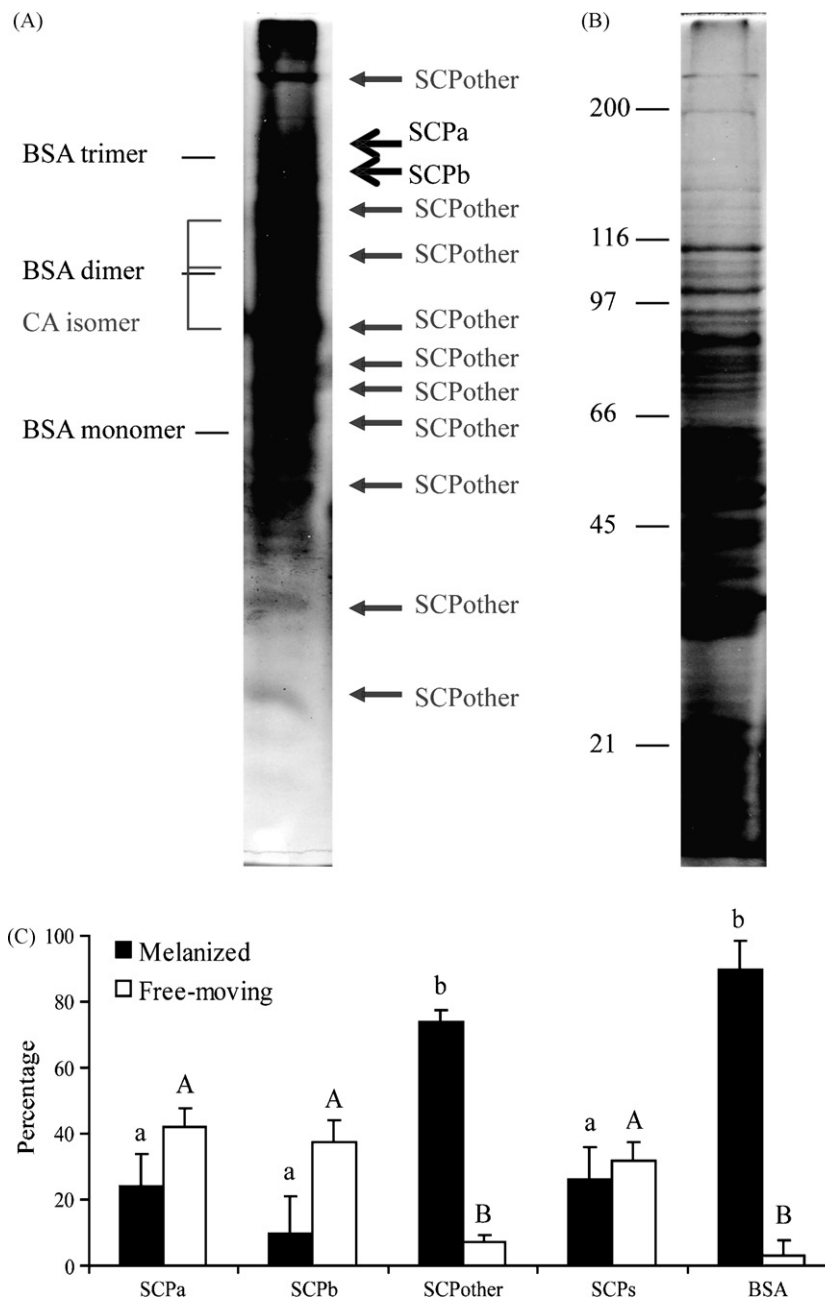 (A)
(B)
SCPother
SCPa
BSA trimer
SCPb
SCPother
SCPother
BSA dimer
CA isomer
SCPother
SCPother
SCPother
BSA monomer
SCPother
SCPother
SCPother
SCPother
200
116
97
66
45
21
(C)
Melanized
Free-moving
Percentage
100
80
60
40
20
0
a
A
a
A
b
B
a
A
b
B
SCPa
SCPb
SCPother
SCPs
BSA